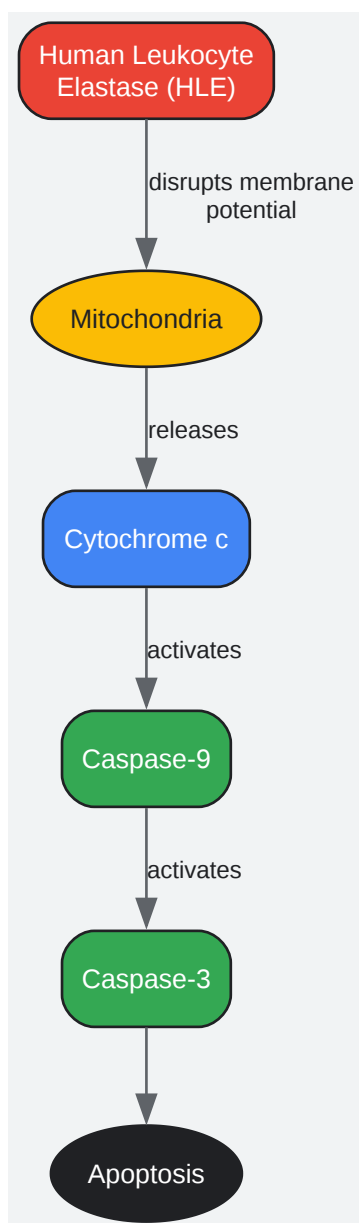 Human Leukocyte
Elastase (HLE)
disrupts membrane
potential
Mitochondria
releases
Cytochrome c
activates
Caspase-9
activates
Caspase-3
Apoptosis